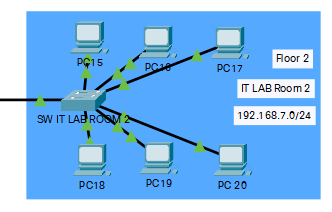 PC15
PC16
PC17
Floor 2
IT LAB Room 2
192.168.7.0/24
SW IT LAB ROOM 2
PC18
PC19
PC 20